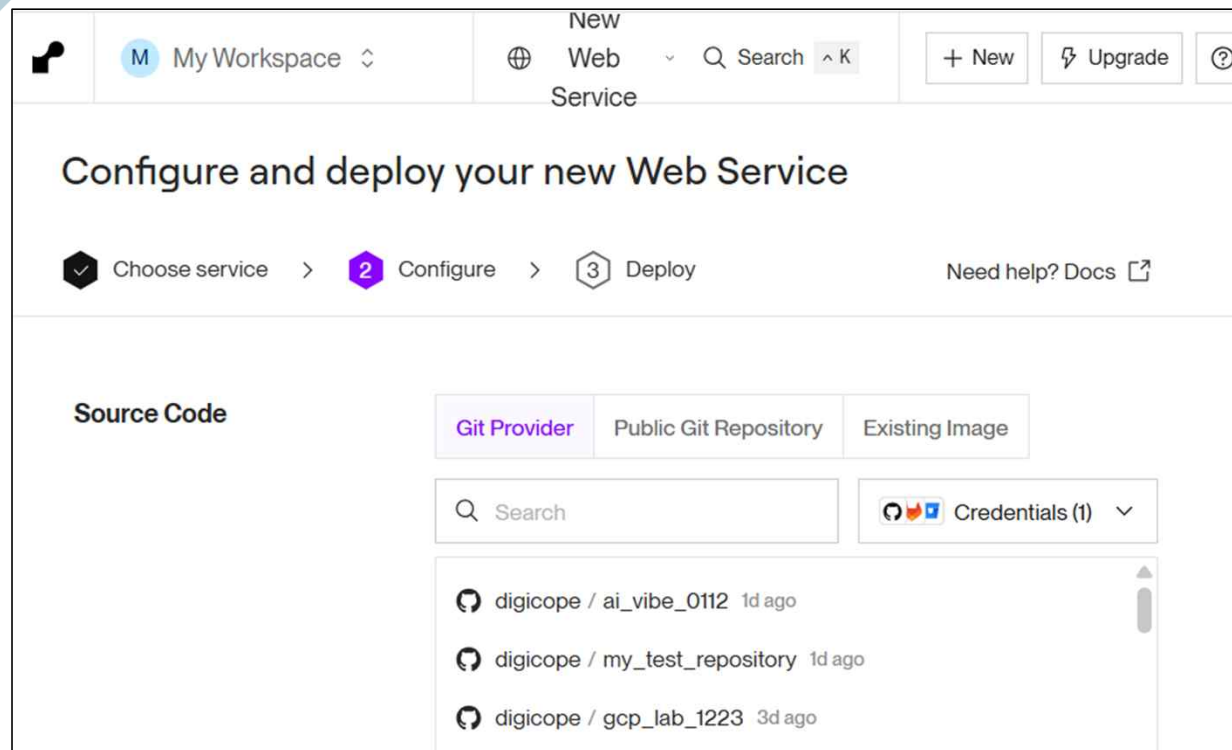 M My Workspace
New
Web
Service
Search ^ K
+ New
Upgrade
Configure and deploy your new Web Service
Choose service > 2 Configure > 3 Deploy
Need help? Docs
Source Code
Git Provider Public Git Repository Existing Image
Search
Credentials (1)
digicope / ai_vibe_0112 1d ago
digicope / my_test_repository 1d ago
digicope / gcp_lab_1223 3d ago